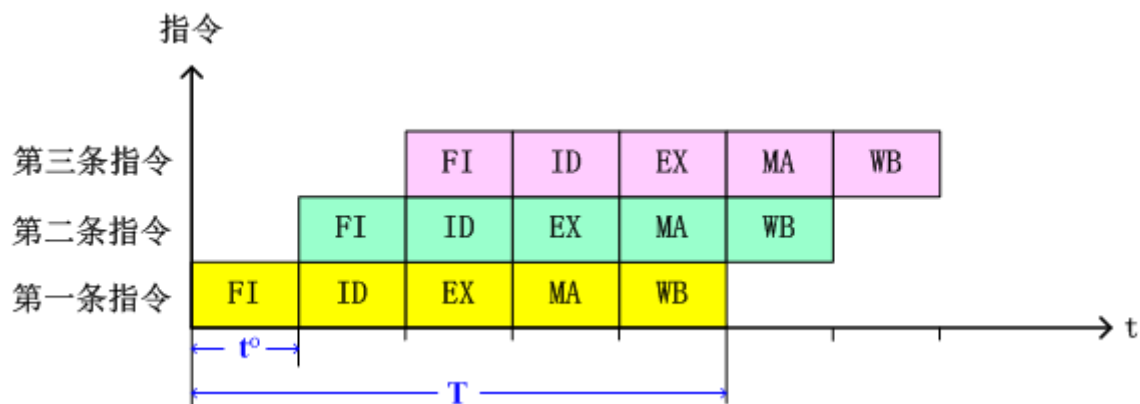 指令
第三条指令 FI ID EX MA WB
第二条指令 FI ID EX MA WB
第一条指令 FI ID EX MA WB
t
t°
T